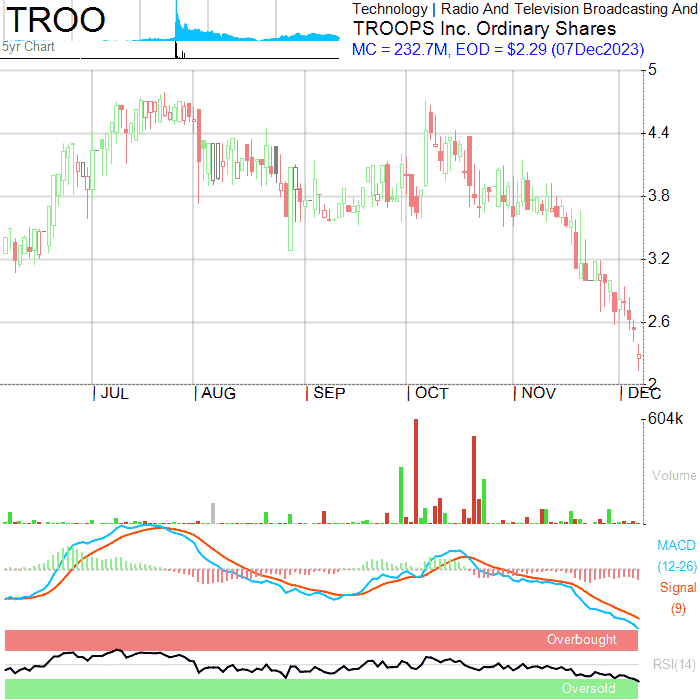 TROO
5yr Chart
Technology | Radio And Television Broadcasting And
TROOPS Inc. Ordinary Shares
MC = 232.7M, EOD = $2.29 (07Dec2023)
5
4.4
3.8
3.2
2.6
2
JUL AUG SEP OCT NOV DEC
604k
Volume
MACD
(12-26)
Signal
(9)
Overbought
RSI(14)
Oversold